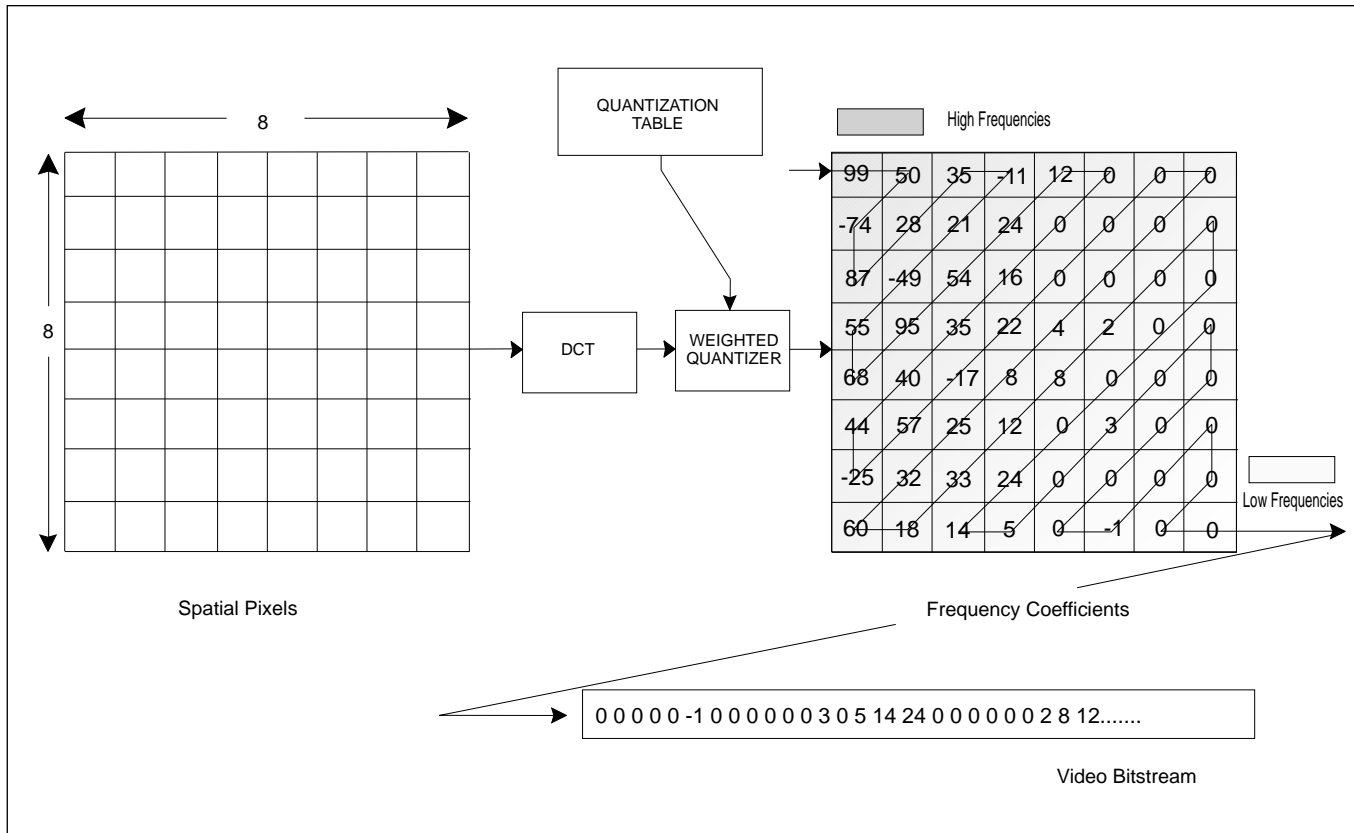 8
8
QUANTIZATION
TABLE
DCT
WEIGHTED
QUANTIZER
High Frequencies
99 50 35 -11 12 0 0 0
-74 28 21 24 0 0 0 0
87 -49 54 16 0 0 0 0
55 95 35 22 4 2 0 0
68 40 -17 8 8 0 0 0
44 57 25 12 0 3 0 0
-25 32 33 24 0 0 0 0
60 18 14 5 0 -1 0 0
Low Frequencies
Spatial Pixels
Frequency Coefficients
0 0 0 0 0 -1 0 0 0 0 0 0 3 0 5 14 24 0 0 0 0 0 0 2 8 12.......
Video Bitstream